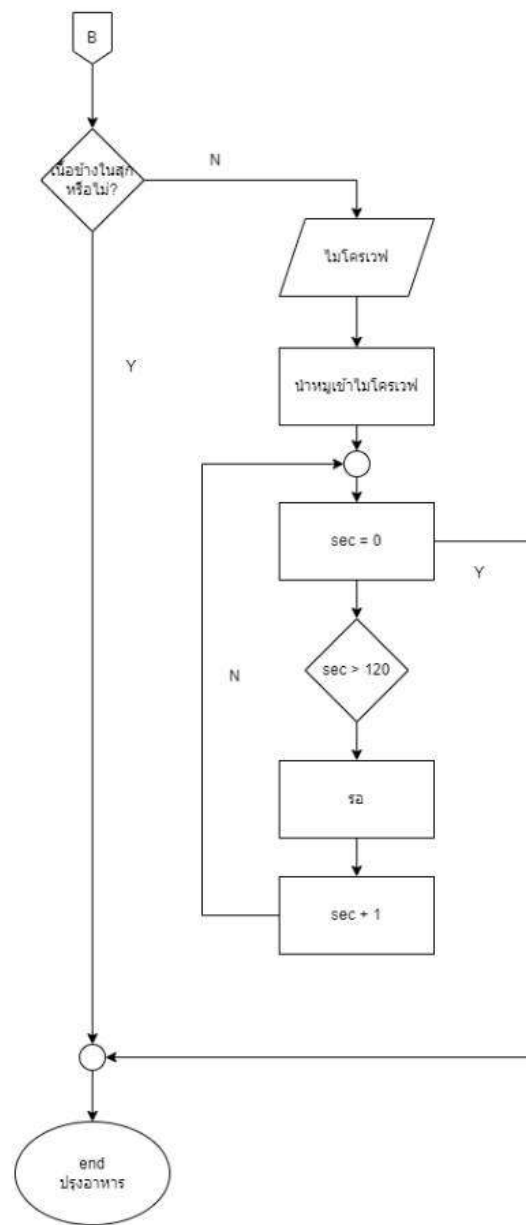 B
เนื้อข้างในสุก
หรือไม่?
N
ไมโครเวฟ
Y
นำหมูเข้าไมโครเวฟ
sec = 0
Y
sec > 120
N
รอ
sec + 1
end
ปรุงอาหาร